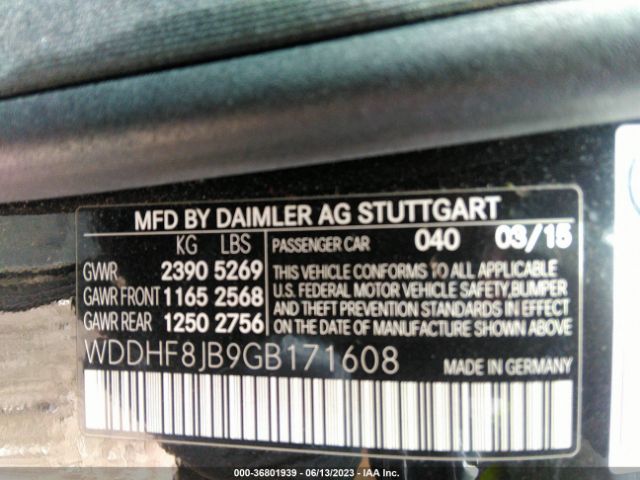 MFD BY DAIMLER AG STUTTGART
KG LBS PASSENGER CAR 040 03/15
GVWR 2390 5269 THIS VEHICLE CONFORMS TO ALL APPLICABLE
GAWR FRONT 1165 2568 U.S. FEDERAL MOTOR VEHICLE SAFETY,BUMPER
GAWR REAR 1250 2756 AND THEFT PREVENTION STANDARDS IN EFFECT
ON THE DATE OF MANUFACTURE SHOWN ABOVE.
WDDHF8JB9GB171608 MADE IN GERMANY
000-36801939 - 06/13/2023 - IAA Inc.